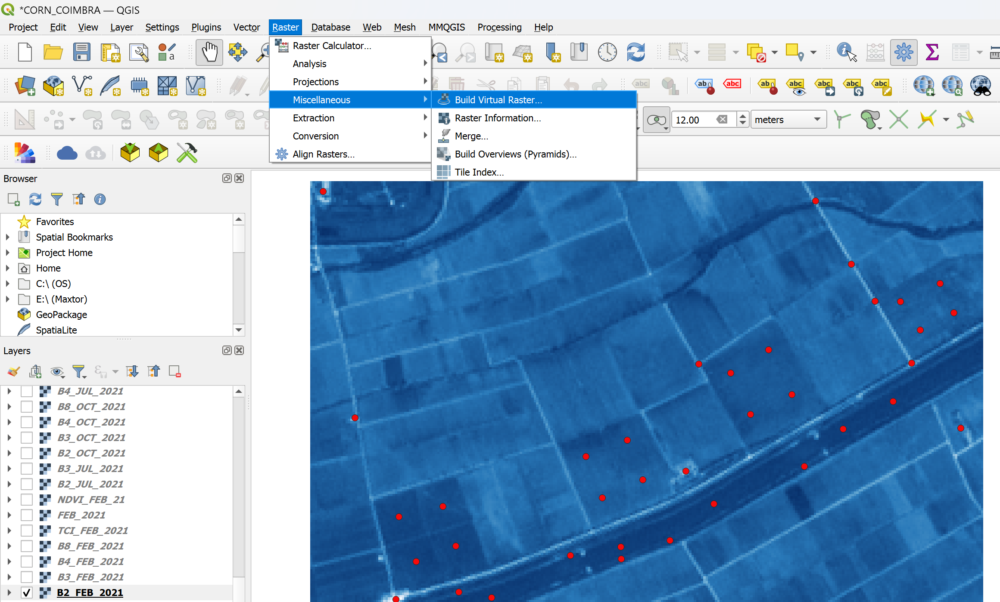 *CORN_COIMBRA — QGIS
Project Edit View Layer Settings Plugins Vector Raster Database Web Mesh MMQGIS Processing Help
Raster Calculator...
Analysis
Projections
Miscellaneous
Extraction
Conversion
Align Rasters...
Build Virtual Raster...
Raster Information...
Merge...
Build Overviews (Pyramids)...
Tile Index...
a
abc ab abc ab abc abc abc abc
12.00 meters
Browser
Favorites
Spatial Bookmarks
Project Home
Home
C:\ (OS)
E:\ (Maxtor)
GeoPackage
SpatiaLite
Layers
B4_JUL_2021
B8_OCT_2021
B4_OCT_2021
B3_OCT_2021
B2_OCT_2021
B3_JUL_2021
B2_JUL_2021
NDVI_FEB_21
FEB_2021
TCI_FEB_2021
B8_FEB_2021
B4_FEB_2021
B3_FEB_2021
B2_FEB_2021